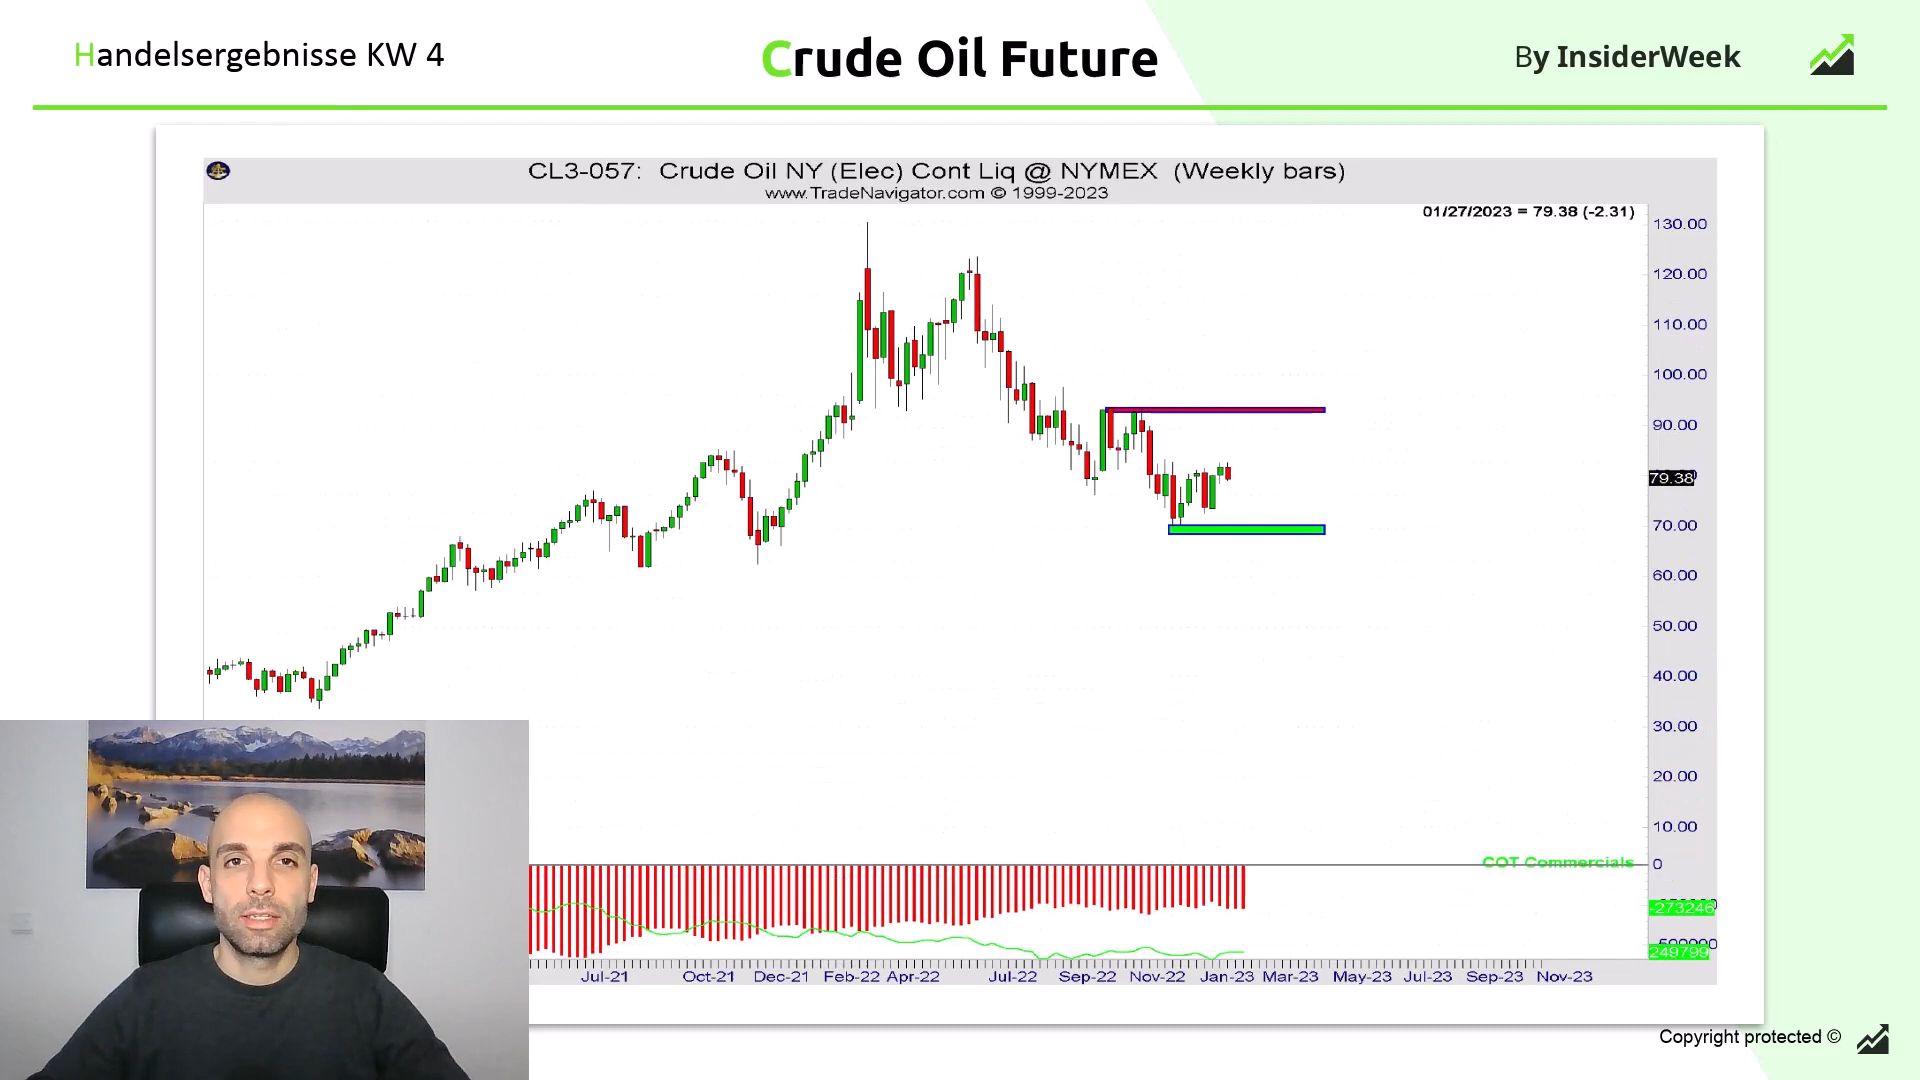 Handelsergebnisse KW 4
Crude Oil Future
By InsiderWeek
CL3-057: Crude Oil NY (Elec) Cont Liq @ NYMEX (Weekly bars)
www.TradeNavigator.com © 1999-2023
01/27/2023 = 79.38 (-2.31)
130.00
120.00
110.00
100.00
90.00
79.38
70.00
60.00
50.00
40.00
30.00
20.00
10.00
COT Commercials
0
-273246
249799
Jul-21 Oct-21 Dec-21 Feb-22 Apr-22 Jul-22 Sep-22 Nov-22 Jan-23 Mar-23 May-23 Jul-23 Sep-23 Nov-23
Copyright protected ©